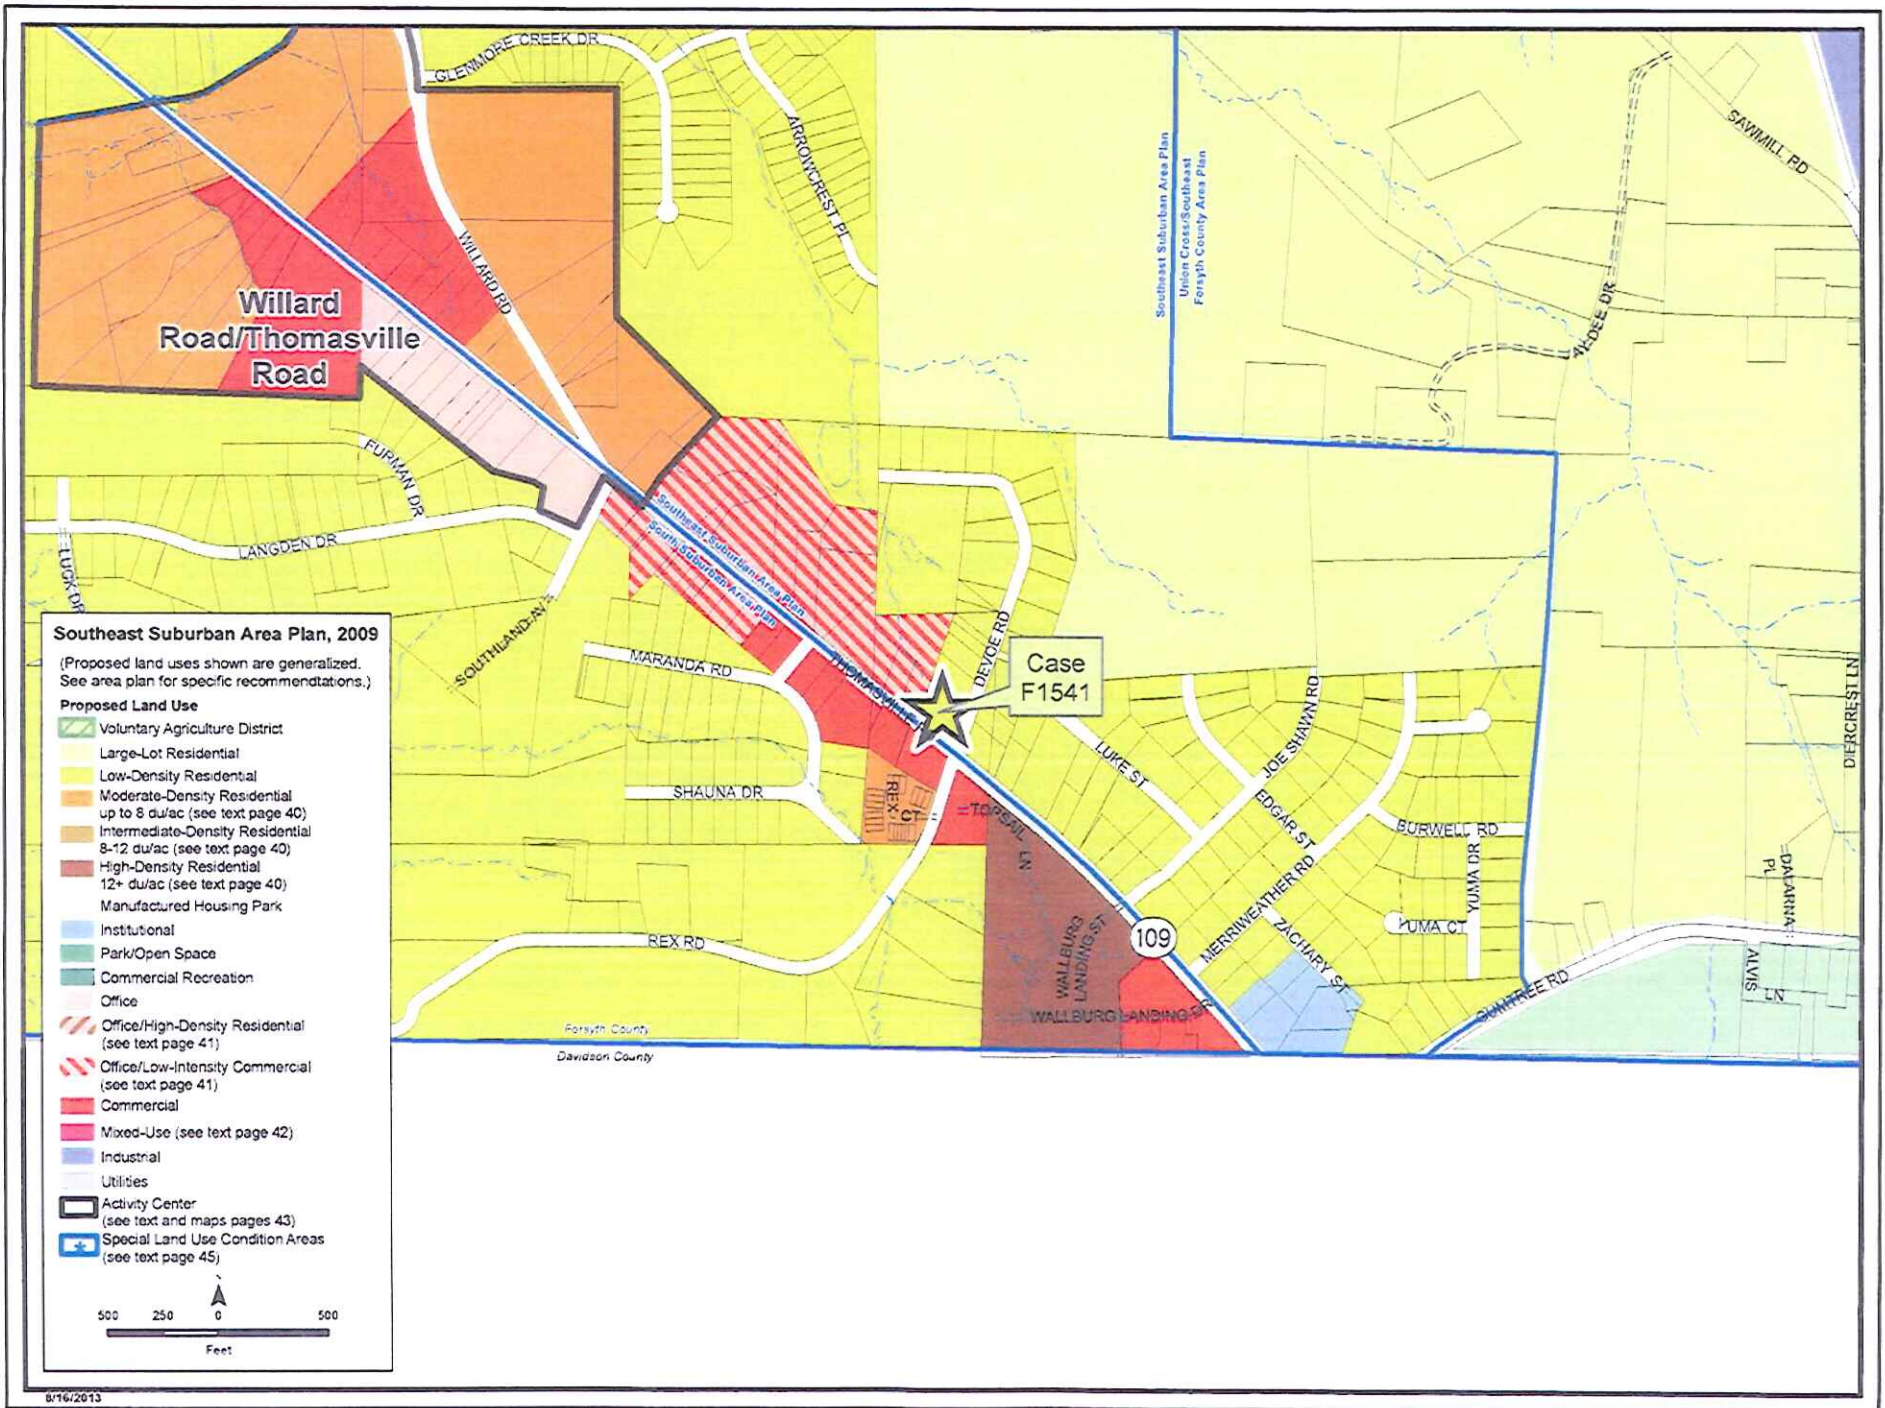 GLENMORE CREEK DR
ARROWCREST PL
SAWMILL RD
Southeast Suburban Area Plan
Union Cross/Southeast
Forsyth County Area Plan
WILLARD RD
Willard
Road/Thomasville
Road
FURMAN DR
LANGDEN DR
LUCK DR
SOUTHLAND AV
Southeast Suburban Area Plan
South Suburban Area Plan
MARANDA RD
THOMASVILLE
DEVOE RD
Case
F1541
SHAUNA DR
REX
CT
TOPSAIL LN
LUKE ST
JOE SHAWN RD
EDGAR ST
BURWELL RD
MERRIWEATHER RD
YUMA DR
YUMA CT
ZACHARY ST
DIERCREST LN
ALVIS
LN
GUMTREE RD
REX RD
109
WALLBURG
LANDING ST
WALLBURG LANDING DR
Forsyth County
Davidson County
Southeast Suburban Area Plan, 2009
(Proposed land uses shown are generalized.
See area plan for specific recommendtations.)
Proposed Land Use
Voluntary Agriculture District
Large-Lot Residential
Low-Density Residential
Moderate-Density Residential
up to 8 du/ac (see text page 40)
Intermediate-Density Residential
8-12 du/ac (see text page 40)
High-Density Residential
12+ du/ac (see text page 40)
Manufactured Housing Park
Institutional
Park/Open Space
Commercial Recreation
Office
Office/High-Density Residential
(see text page 41)
Office/Low-Intensity Commercial
(see text page 41)
Commercial
Mixed-Use (see text page 42)
Industrial
Utilities
Activity Center
(see text and maps pages 43)
Special Land Use Condition Areas
(see text page 45)
500 250 0 500
Feet
8/16/2013